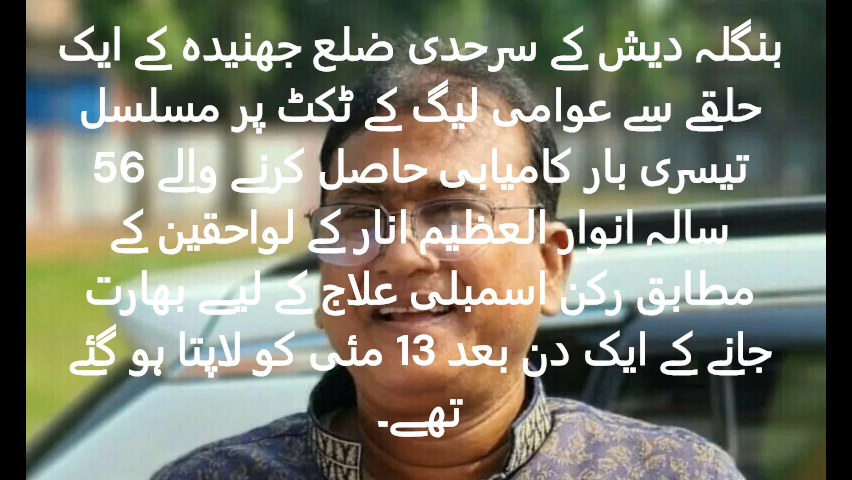 بنگلہ دیش کے سرحدی ضلع جھنیدہ کے ایک
حلقے سے عوامی لیگ کے ٹکٹ پر مسلسل
تیسری بار کامیابی حاصل کرنے والے 56
سالہ انوار العظیم انار کے لواحقین کے
مطابق رکن اسمبلی علاج کے لیے بھارت
جانے کے ایک دن بعد 13 مئی کو لاپتا ہو گئے
تھے۔